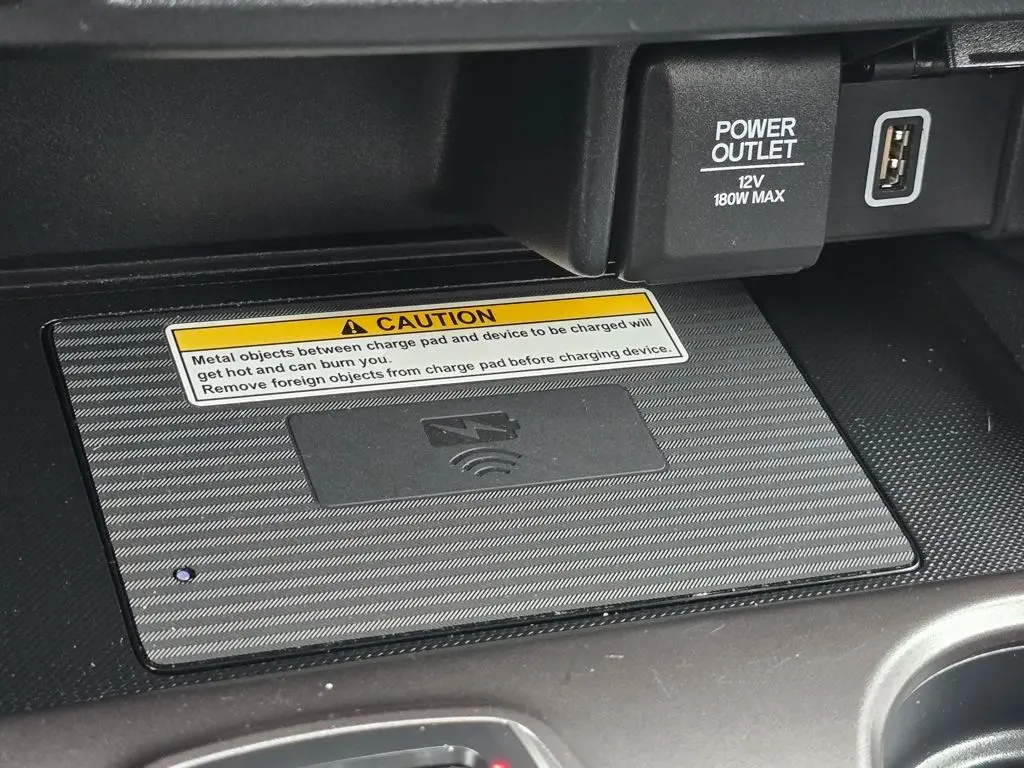 POWER
OUTLET
12V
180W MAX
CAUTION
Metal objects between charge pad and device to be charged will
get hot and can burn you.
Remove foreign objects from charge pad before charging device.